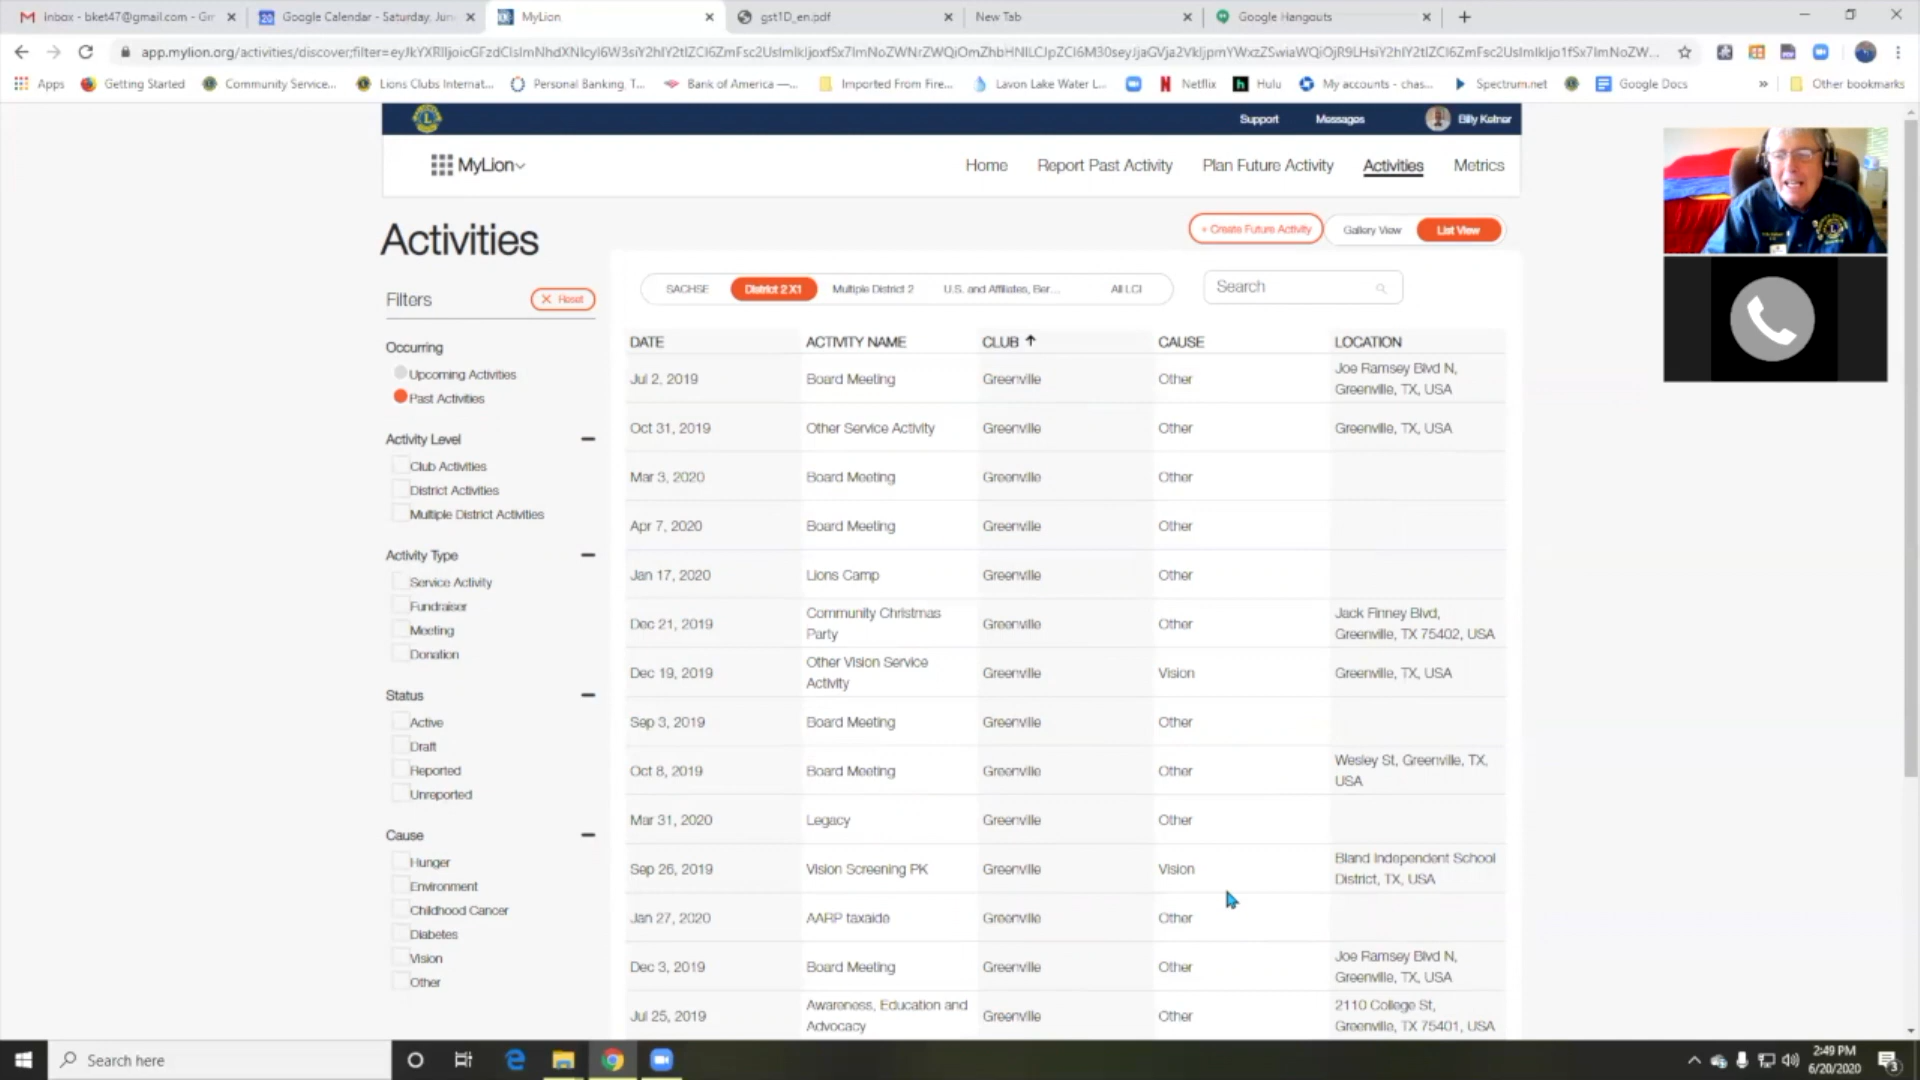 Inbox - bket47@gmail.com - Gm
Google Calendar - Saturday, June
MyLion
gst1D_en.pdf
New Tab
Google Hangouts
Apps
Getting Started
Community Service...
Lions Clubs Internat...
Personal Banking, T...
Bank of America —...
Imported From Fire...
Lavon Lake Water L...
Netflix
Hulu
My accounts - chas...
Spectrum.net
Google Docs
Other bookmarks
Support
Messages
MyLion
Home
Report Past Activity
Plan Future Activity
Activities
Metrics
Activities
+ Create Future Activity
Gallery View
List View
Filters
Reset
SACHSE
District 2 X1
Multiple District 2
U.S. and Affiliates, Ber...
All LCI
Search
Occurring
Upcoming Activities
Past Activities
Activity Level
Club Activities
District Activities
Multiple District Activities
Activity Type
Service Activity
Fundraiser
Meeting
Donation
Status
Active
Draft
Reported
Unreported
Cause
Hunger
Environment
Childhood Cancer
Diabetes
Vision
Other
DATE ACTIVITY NAME CLUB CAUSE LOCATION
Jul 2, 2019 Board Meeting Greenville Other Joe Ramsey Blvd N,
Greenville, TX, USA
Oct 31, 2019 Other Service Activity Greenville Other Greenville, TX, USA
Mar 3, 2020 Board Meeting Greenville Other
Apr 7, 2020 Board Meeting Greenville Other
Jan 17, 2020 Lions Camp Greenville Other
Dec 21, 2019 Community Christmas
Party Greenville Other Jack Finney Blvd,
Greenville, TX 75402, USA
Dec 19, 2019 Other Vision Service
Activity Greenville Vision Greenville, TX, USA
Sep 3, 2019 Board Meeting Greenville Other
Oct 8, 2019 Board Meeting Greenville Other Wesley St, Greenville, TX,
USA
Mar 31, 2020 Legacy Greenville Other
Sep 26, 2019 Vision Screening PK Greenville Vision Bland Independent School
District, TX, USA
Jan 27, 2020 AARP taxaide Greenville Other
Dec 3, 2019 Board Meeting Greenville Other Joe Ramsey Blvd N,
Greenville, TX, USA
Jul 25, 2019 Awareness, Education and
Advocacy Greenville Other 2110 College St,
Greenville, TX 75401, USA
Search here
2:49 PM
6/20/2020